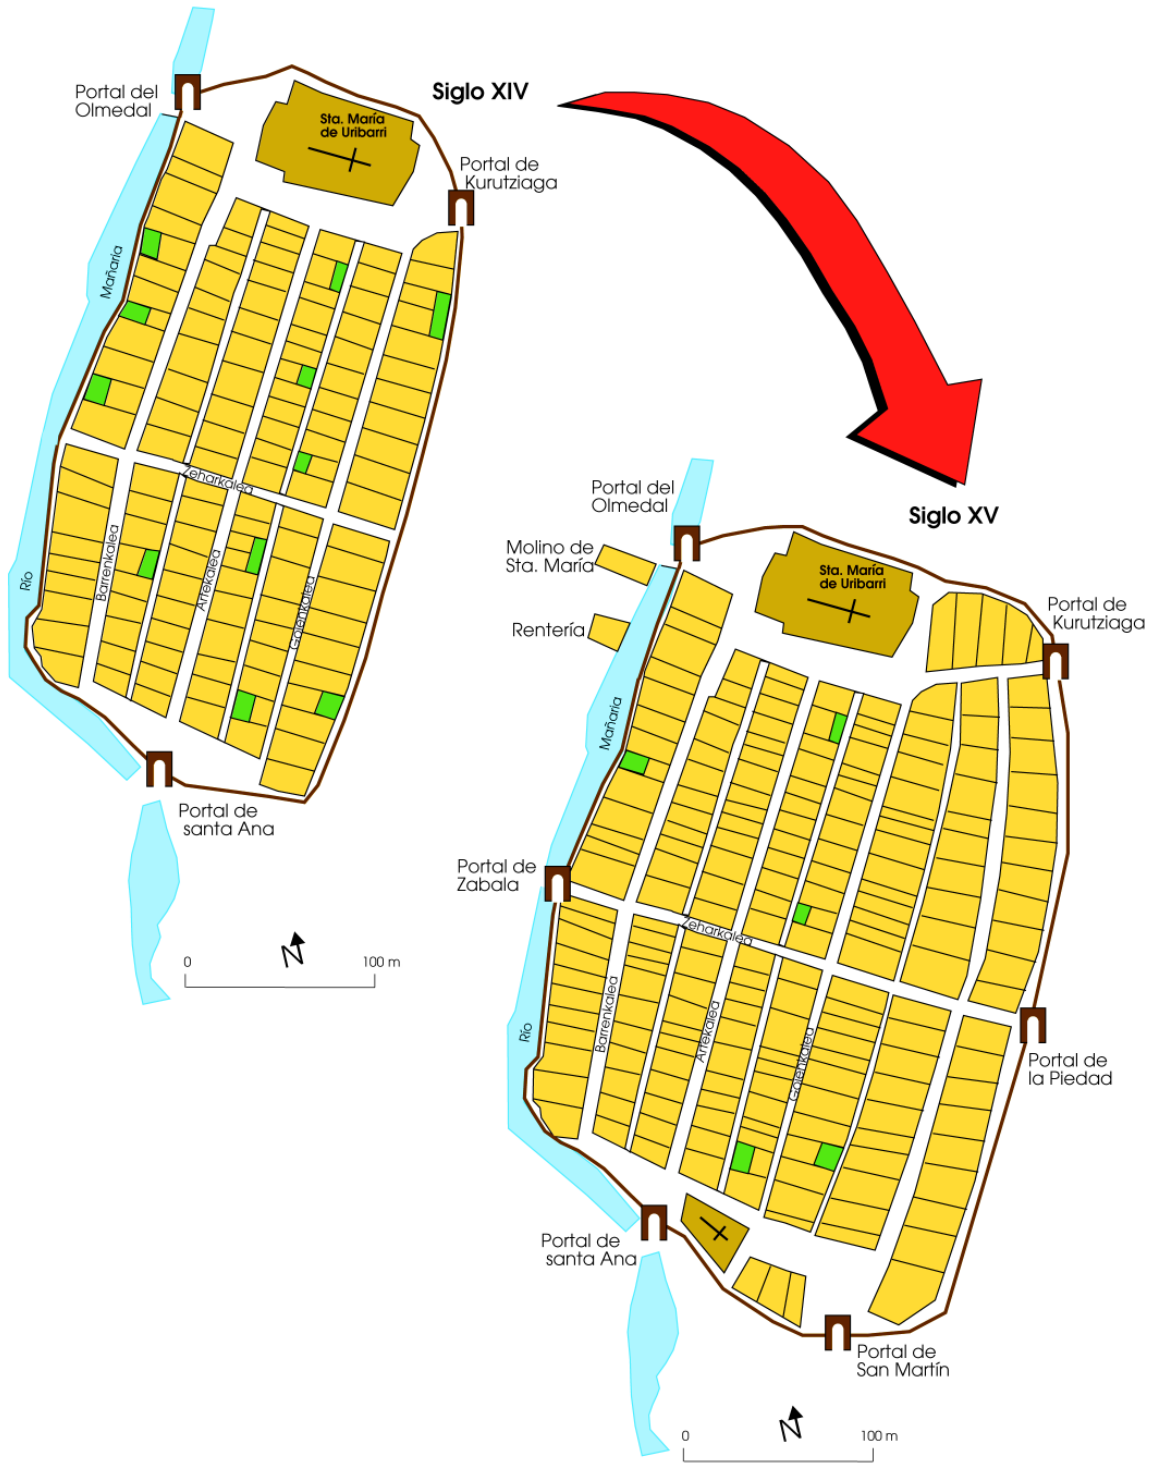 Siglo XIV
Portal del
Olmedal
Sta. María
de Uribarri
Portal de
Kurutziaga
Mañaria
Zeharkalea
Barrenkalea
Artekalea
Goienkalea
Río
Portal de
santa Ana
N
0
100 m
Siglo XV
Portal del
Olmedal
Molino de
Sta. María
Sta. María
de Uribarri
Portal de
Kurutziaga
Rentería
Mañaria
Portal de
Zabala
Zeharkalea
Barrenkalea
Artekalea
Goienkalea
Río
Portal de
la Piedad
Portal de
santa Ana
Portal de
San Martín
N
0
100 m